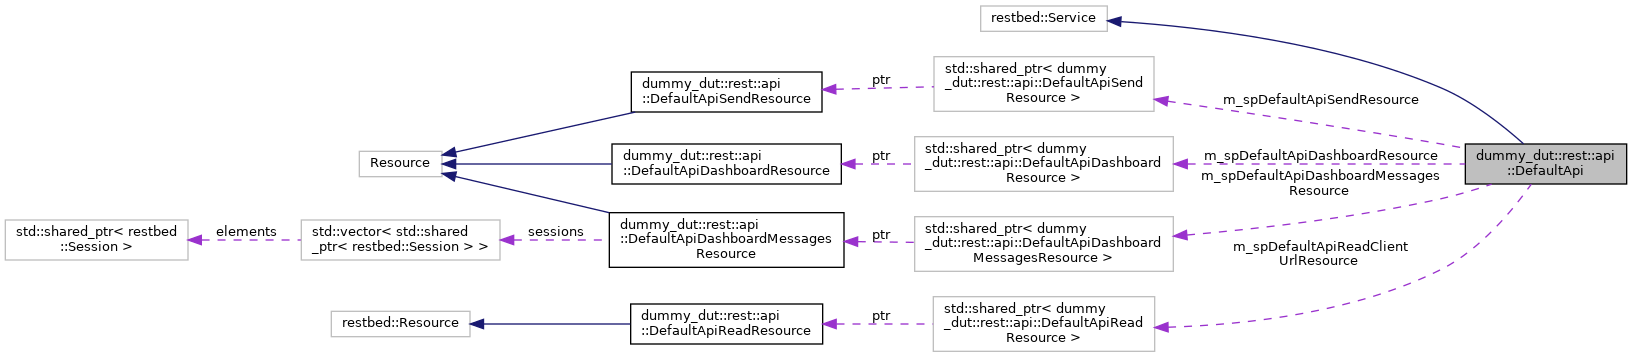 restbed::Service
dummy_dut::rest::api
::DefaultApiSendResource
ptr
std::shared_ptr< dummy
_dut::rest::api::DefaultApiSend
Resource >
m_spDefaultApiSendResource
Resource
dummy_dut::rest::api
::DefaultApiDashboardResource
ptr
std::shared_ptr< dummy
_dut::rest::api::DefaultApiDashboard
Resource >
m_spDefaultApiDashboardResource
m_spDefaultApiDashboardMessages
Resource
dummy_dut::rest::api
::DefaultApi
std::shared_ptr< restbed
::Session >
elements
std::vector< std::shared
_ptr< restbed::Session > >
sessions
dummy_dut::rest::api
::DefaultApiDashboardMessages
Resource
ptr
std::shared_ptr< dummy
_dut::rest::api::DefaultApiDashboard
MessagesResource >
m_spDefaultApiReadClient
UrlResource
restbed::Resource
dummy_dut::rest::api
::DefaultApiReadResource
ptr
std::shared_ptr< dummy
_dut::rest::api::DefaultApiRead
Resource >